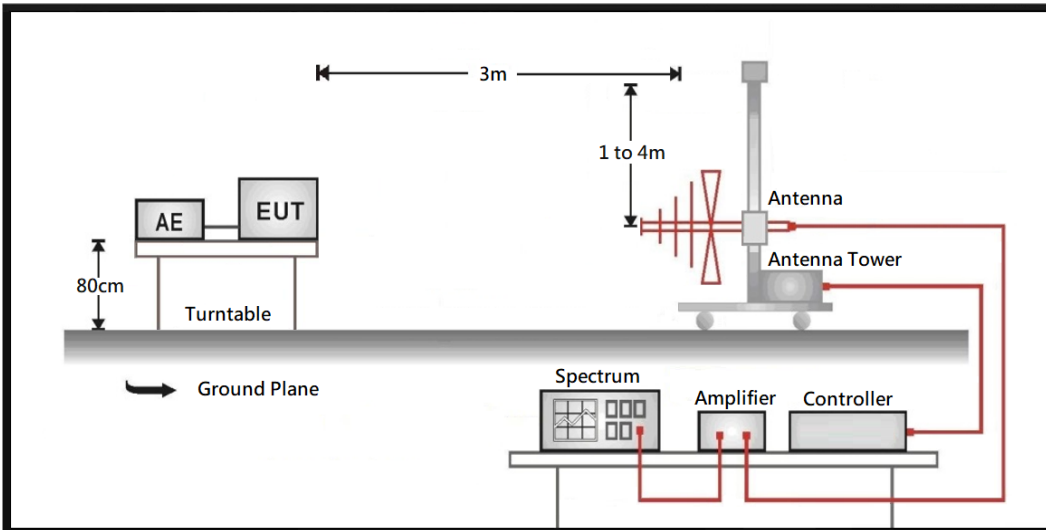 3m
1 to 4m
Antenna
AE
EUT
Antenna Tower
80cm
Turntable
Ground Plane
Spectrum
Amplifier
Controller